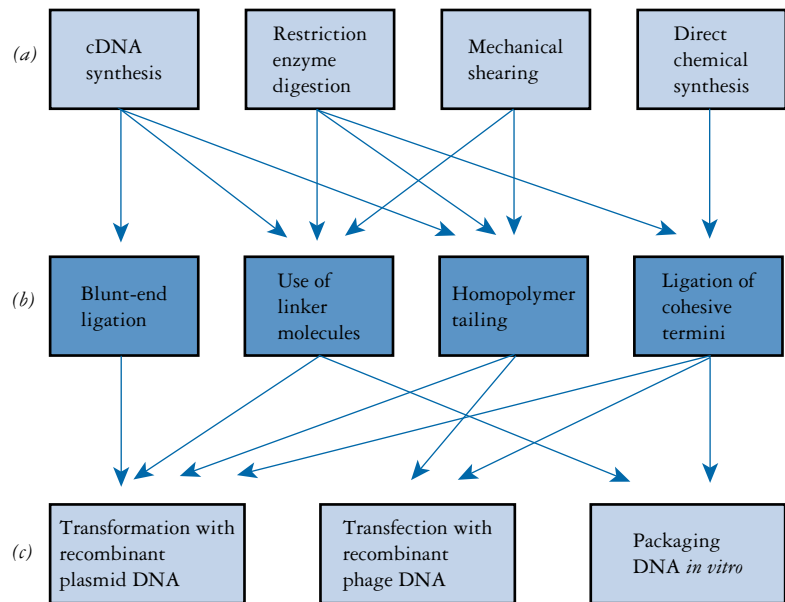 (a)
cDNA
synthesis
Restriction
enzyme
digestion
Mechanical
shearing
Direct
chemical
synthesis
(b)
Blunt-end
ligation
Use of
linker
molecules
Homopolymer
tailing
Ligation of
cohesive
termini
(c)
Transformation with
recombinant
plasmid DNA
Transfection with
recombinant
phage DNA
Packaging
DNA in vitro